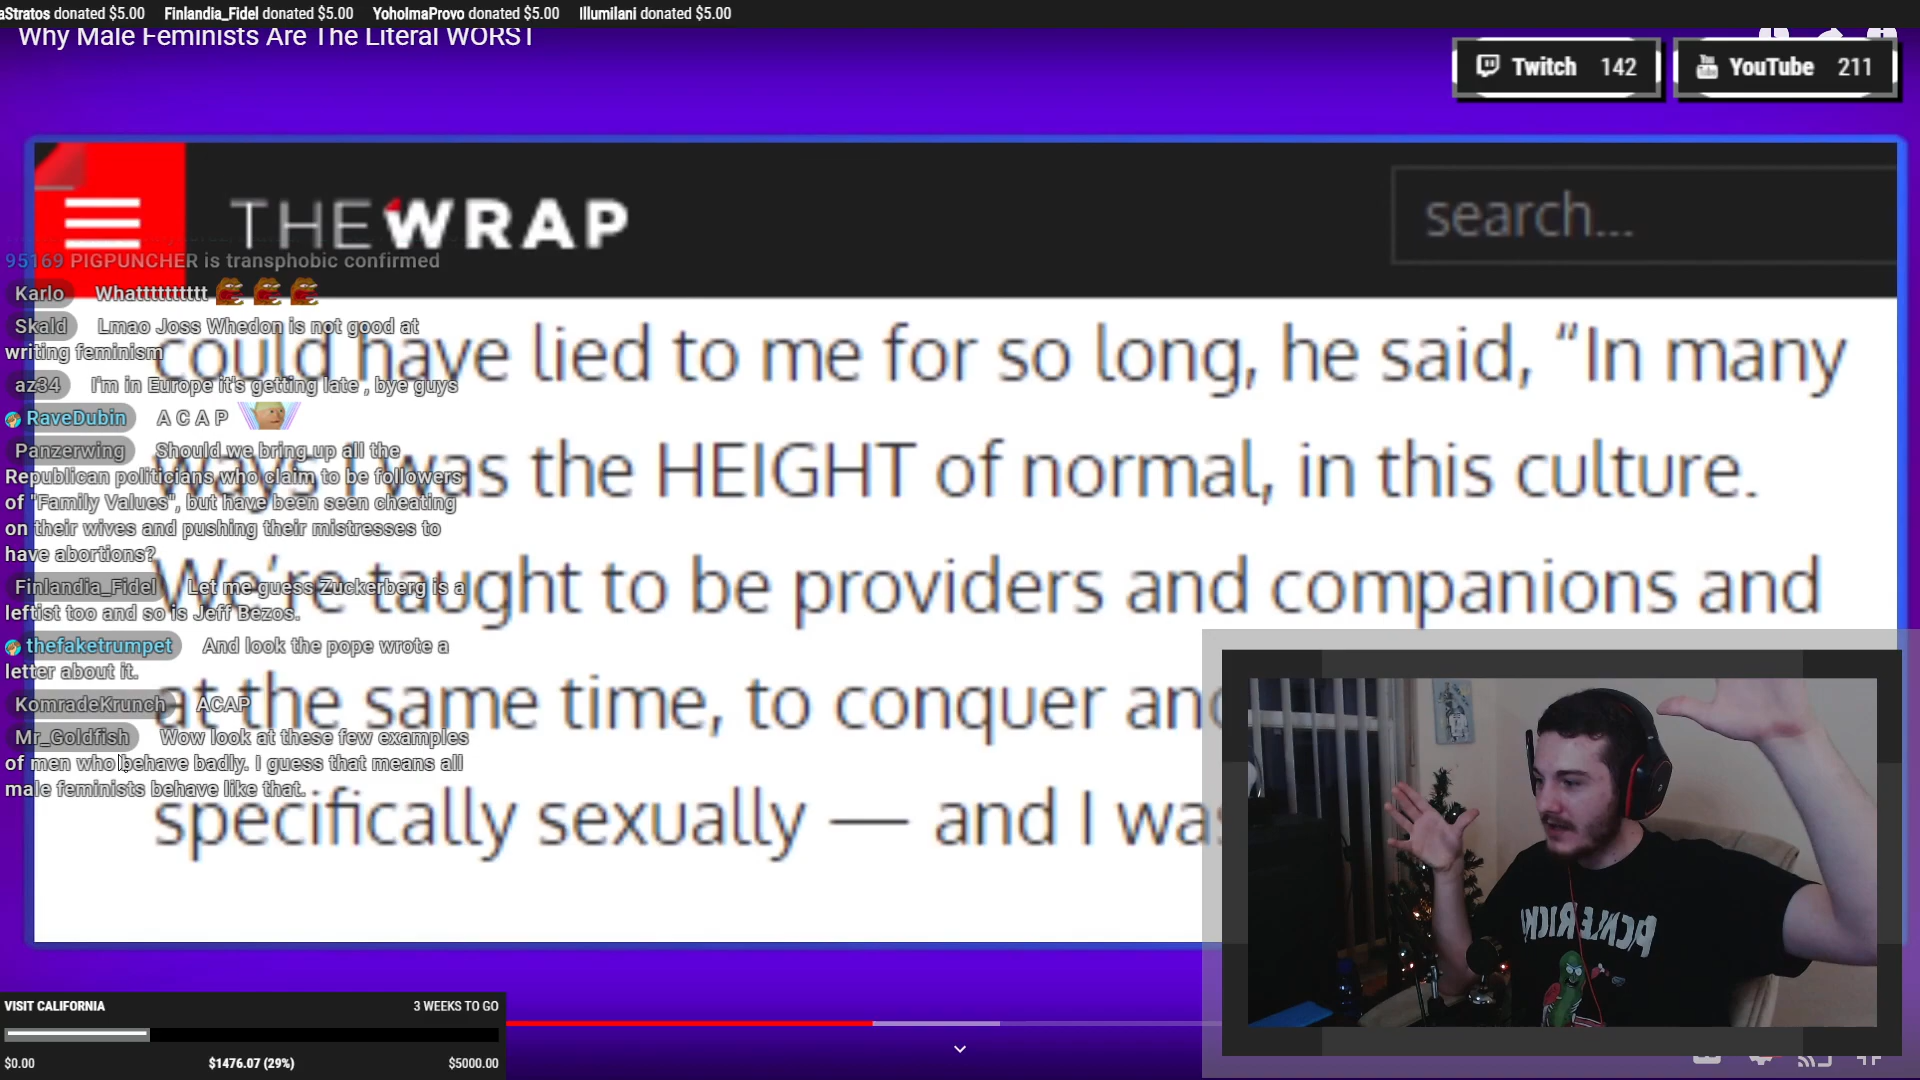 aStratos donated $5.00 Finlandia_Fidel donated $5.00 YoholmaProvo donated $5.00 Illumilani donated $5.00
Why Male Feminists Are The Literal WORST
Twitch 142
YouTube 211
THEWRAP
search...
95169 PIGPUNCHER is transphobic confirmed
Karlo Whatttttttttt
Skald Lmao Joss Whedon is not good at
writing feminism
az34 I'm in Europe it's getting late , bye guys
RaveDubin A C A P
Panzerwing Should we bring up all the
Republican politicians who claim to be followers
of "Family Values", but have been seen cheating
on their wives and pushing their mistresses to
have abortions?
Finlandia_Fidel Let me guess Zuckerberg is a
leftist too and so is Jeff Bezos.
thefaketrumpet And look the pope wrote a
letter about it.
KomradeKrunch ACAP
Mr_Goldfish Wow look at these few examples
of men who behave badly. I guess that means all
male feminists behave like that.
could have lied to me for so long, he said, “In many
ways I was the HEIGHT of normal, in this culture.
We’re taught to be providers and companions and
at the same time, to conquer and
specifically sexually — and I was
PICKLE RICK!
VISIT CALIFORNIA 3 WEEKS TO GO
$0.00 $1476.07 (29%) $5000.00